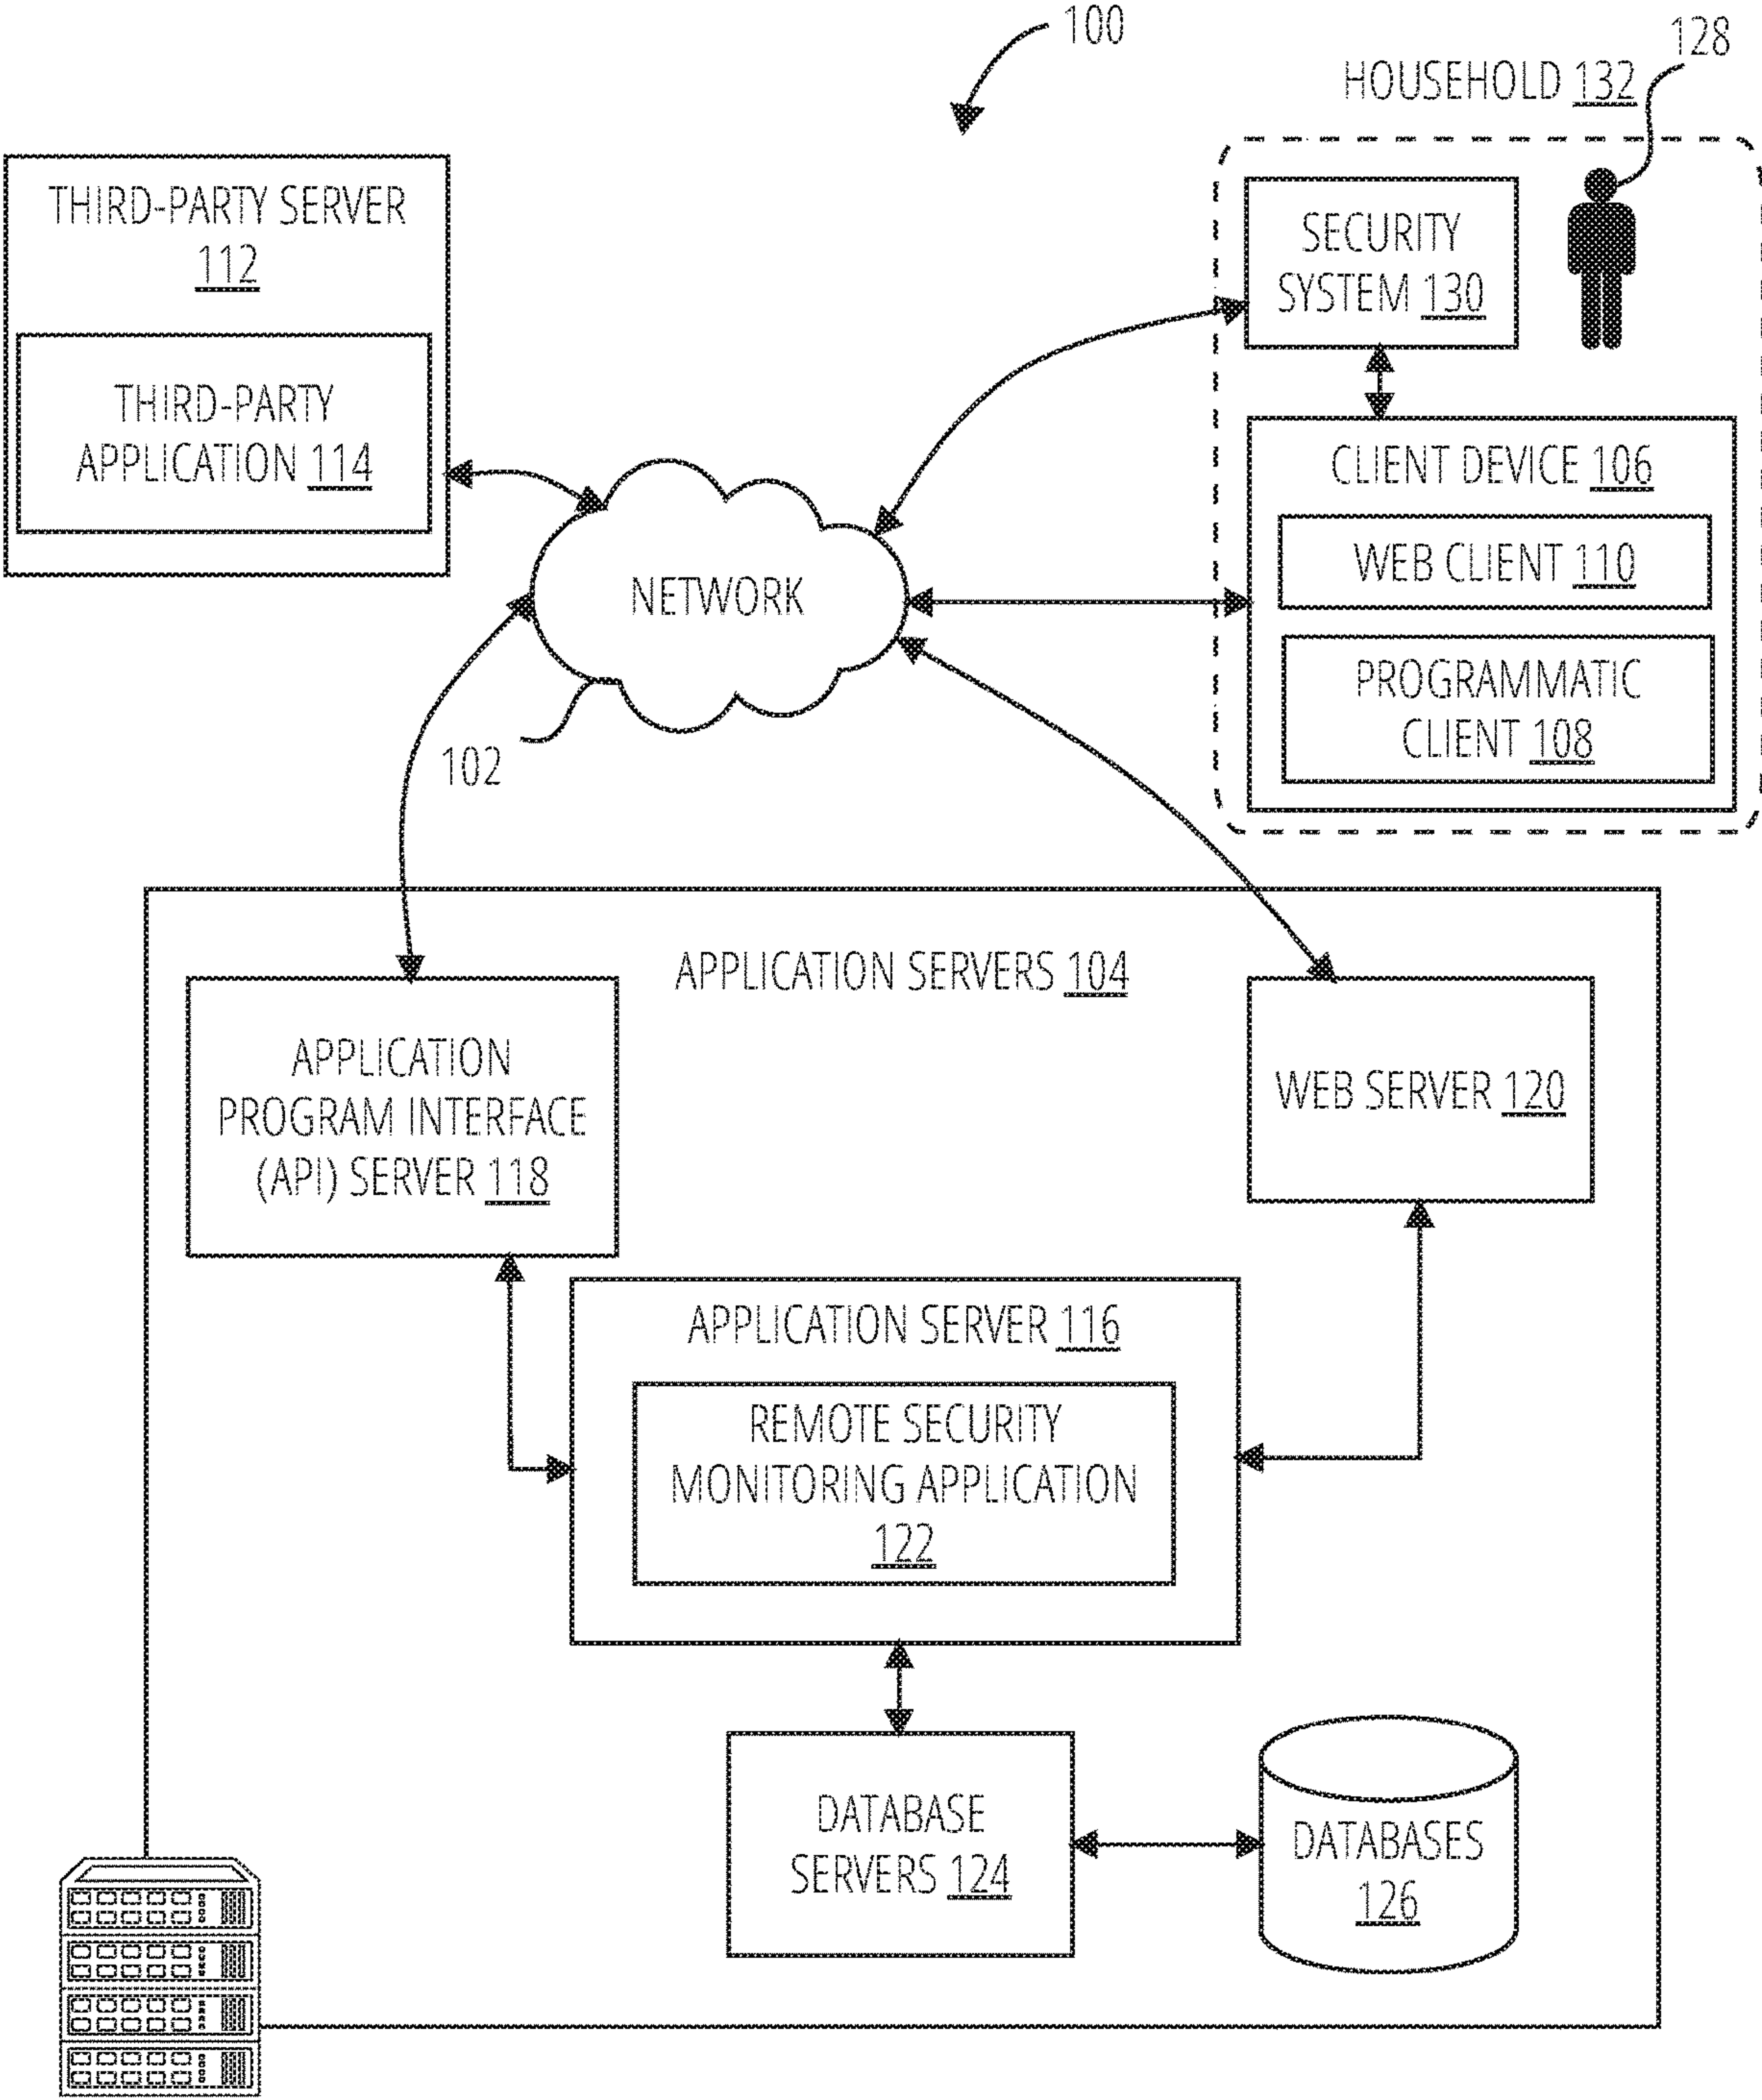 100
128
HOUSEHOLD 132
THIRD-PARTY SERVER
112
THIRD-PARTY
APPLICATION 114
SECURITY
SYSTEM 130
CLIENT DEVICE 106
WEB CLIENT 110
PROGRAMMATIC
CLIENT 108
NETWORK
102
APPLICATION SERVERS 104
APPLICATION
PROGRAM INTERFACE
(API) SERVER 118
WEB SERVER 120
APPLICATION SERVER 116
REMOTE SECURITY
MONITORING APPLICATION
122
DATABASE
SERVERS 124
DATABASES
126